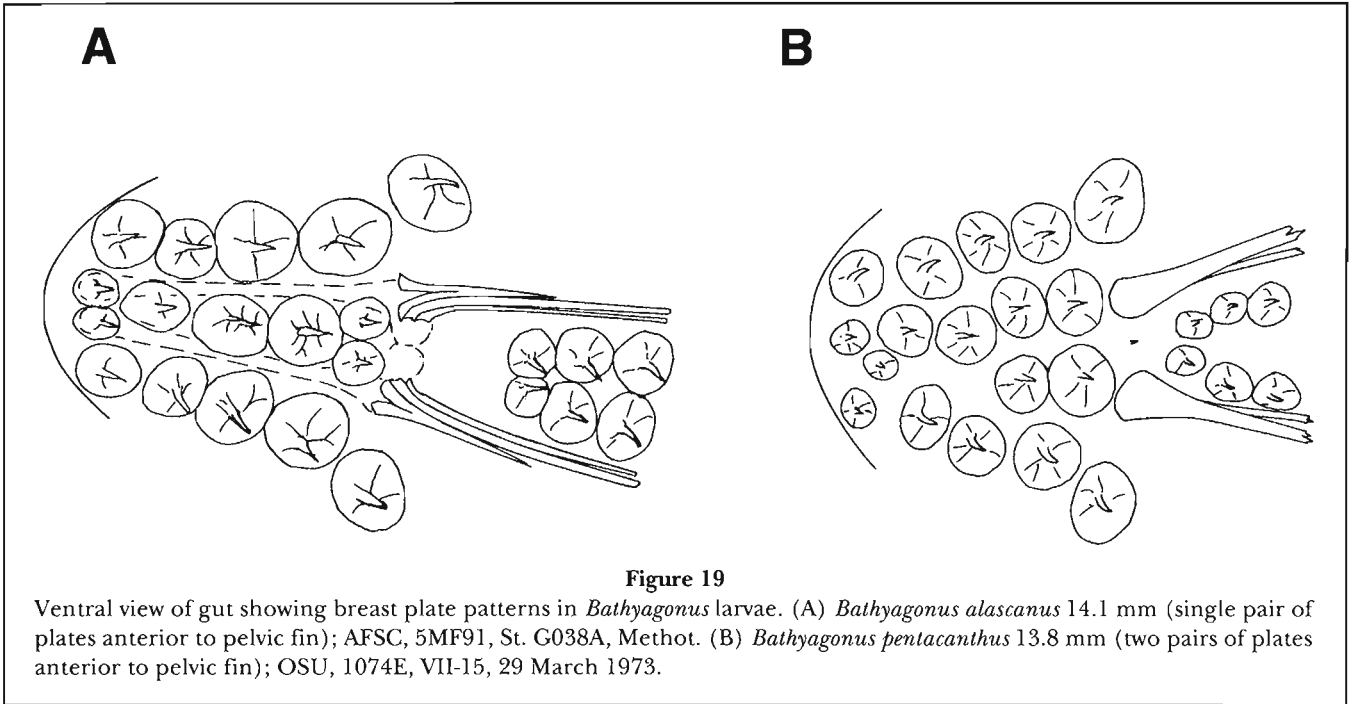 A
B
Figure 19
Ventral view of gut showing breast plate patterns in Bathyagonus larvae. (A) Bathyagonus alascanus 14.1 mm (single pair of
plates anterior to pelvic fin); AFSC, 5MF91, St. G038A, Methot. (B) Bathyagonus pentacanthus 13.8 mm (two pairs of plates
anterior to pelvic fin); OSU, 1074E, VII-15, 29 March 1973.